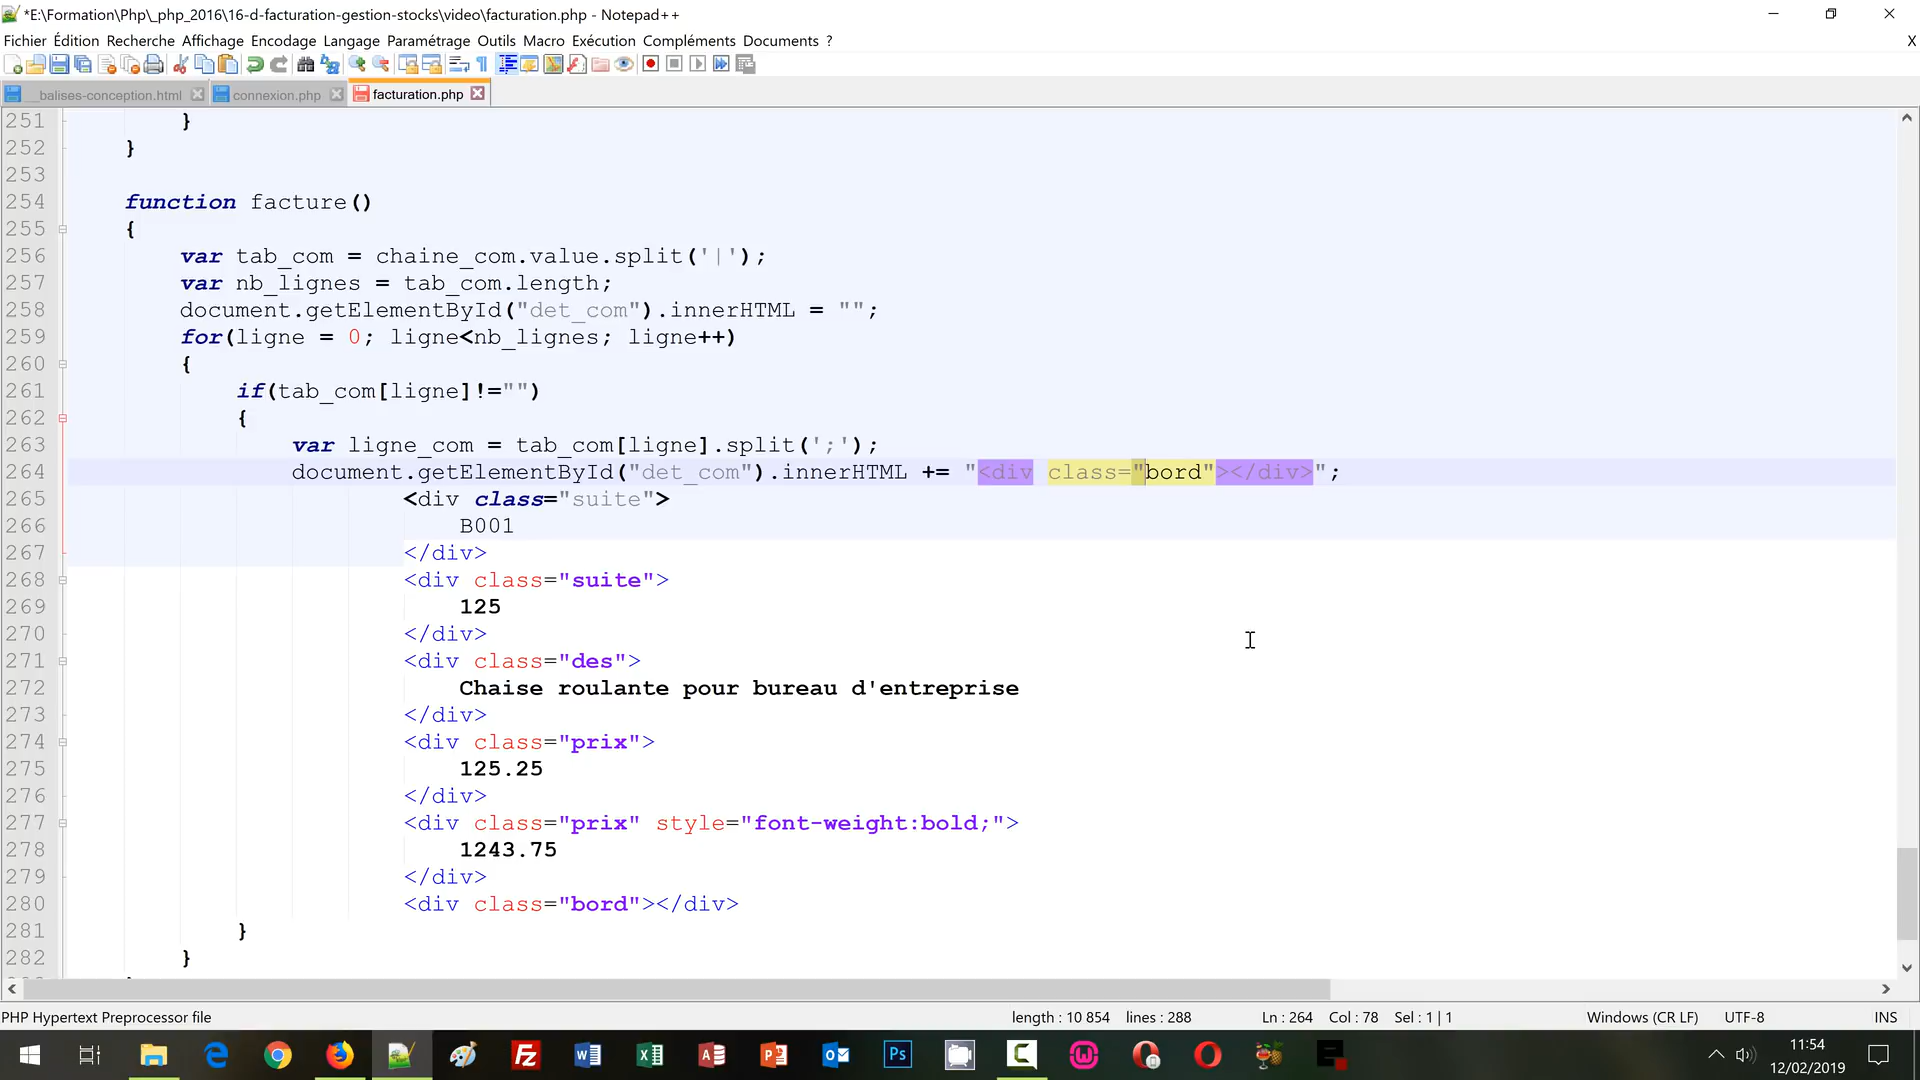 *E:\Formation\Php\_php_2016\16-d-facturation-gestion-stocks\video\facturation.php - Notepad++
Fichier Édition Recherche Affichage Encodage Langage Paramétrage Outils Macro Exécution Compléments Documents ? X
__balises-conception.html connexion.php facturation.php
251 }
252 }
253
254 function facture()
255 {
256 var tab_com = chaine_com.value.split('|');
257 var nb_lignes = tab_com.length;
258 document.getElementById("det_com").innerHTML = "";
259 for(ligne = 0; ligne<nb_lignes; ligne++)
260 {
261 if(tab_com[ligne]!="")
262 {
263 var ligne_com = tab_com[ligne].split(';');
264 document.getElementById("det_com").innerHTML += "<div class="bord"></div>";
265 <div class="suite">
266 B001
267 </div>
268 <div class="suite">
269 125
270 </div>
271 <div class="des">
272 Chaise roulante pour bureau d'entreprise
273 </div>
274 <div class="prix">
275 125.25
276 </div>
277 <div class="prix" style="font-weight:bold;">
278 1243.75
279 </div>
280 <div class="bord"></div>
281 }
282 }
PHP Hypertext Preprocessor file length : 10 854 lines : 288 Ln : 264 Col : 78 Sel : 1 | 1 Windows (CR LF) UTF-8 INS
11:54
12/02/2019